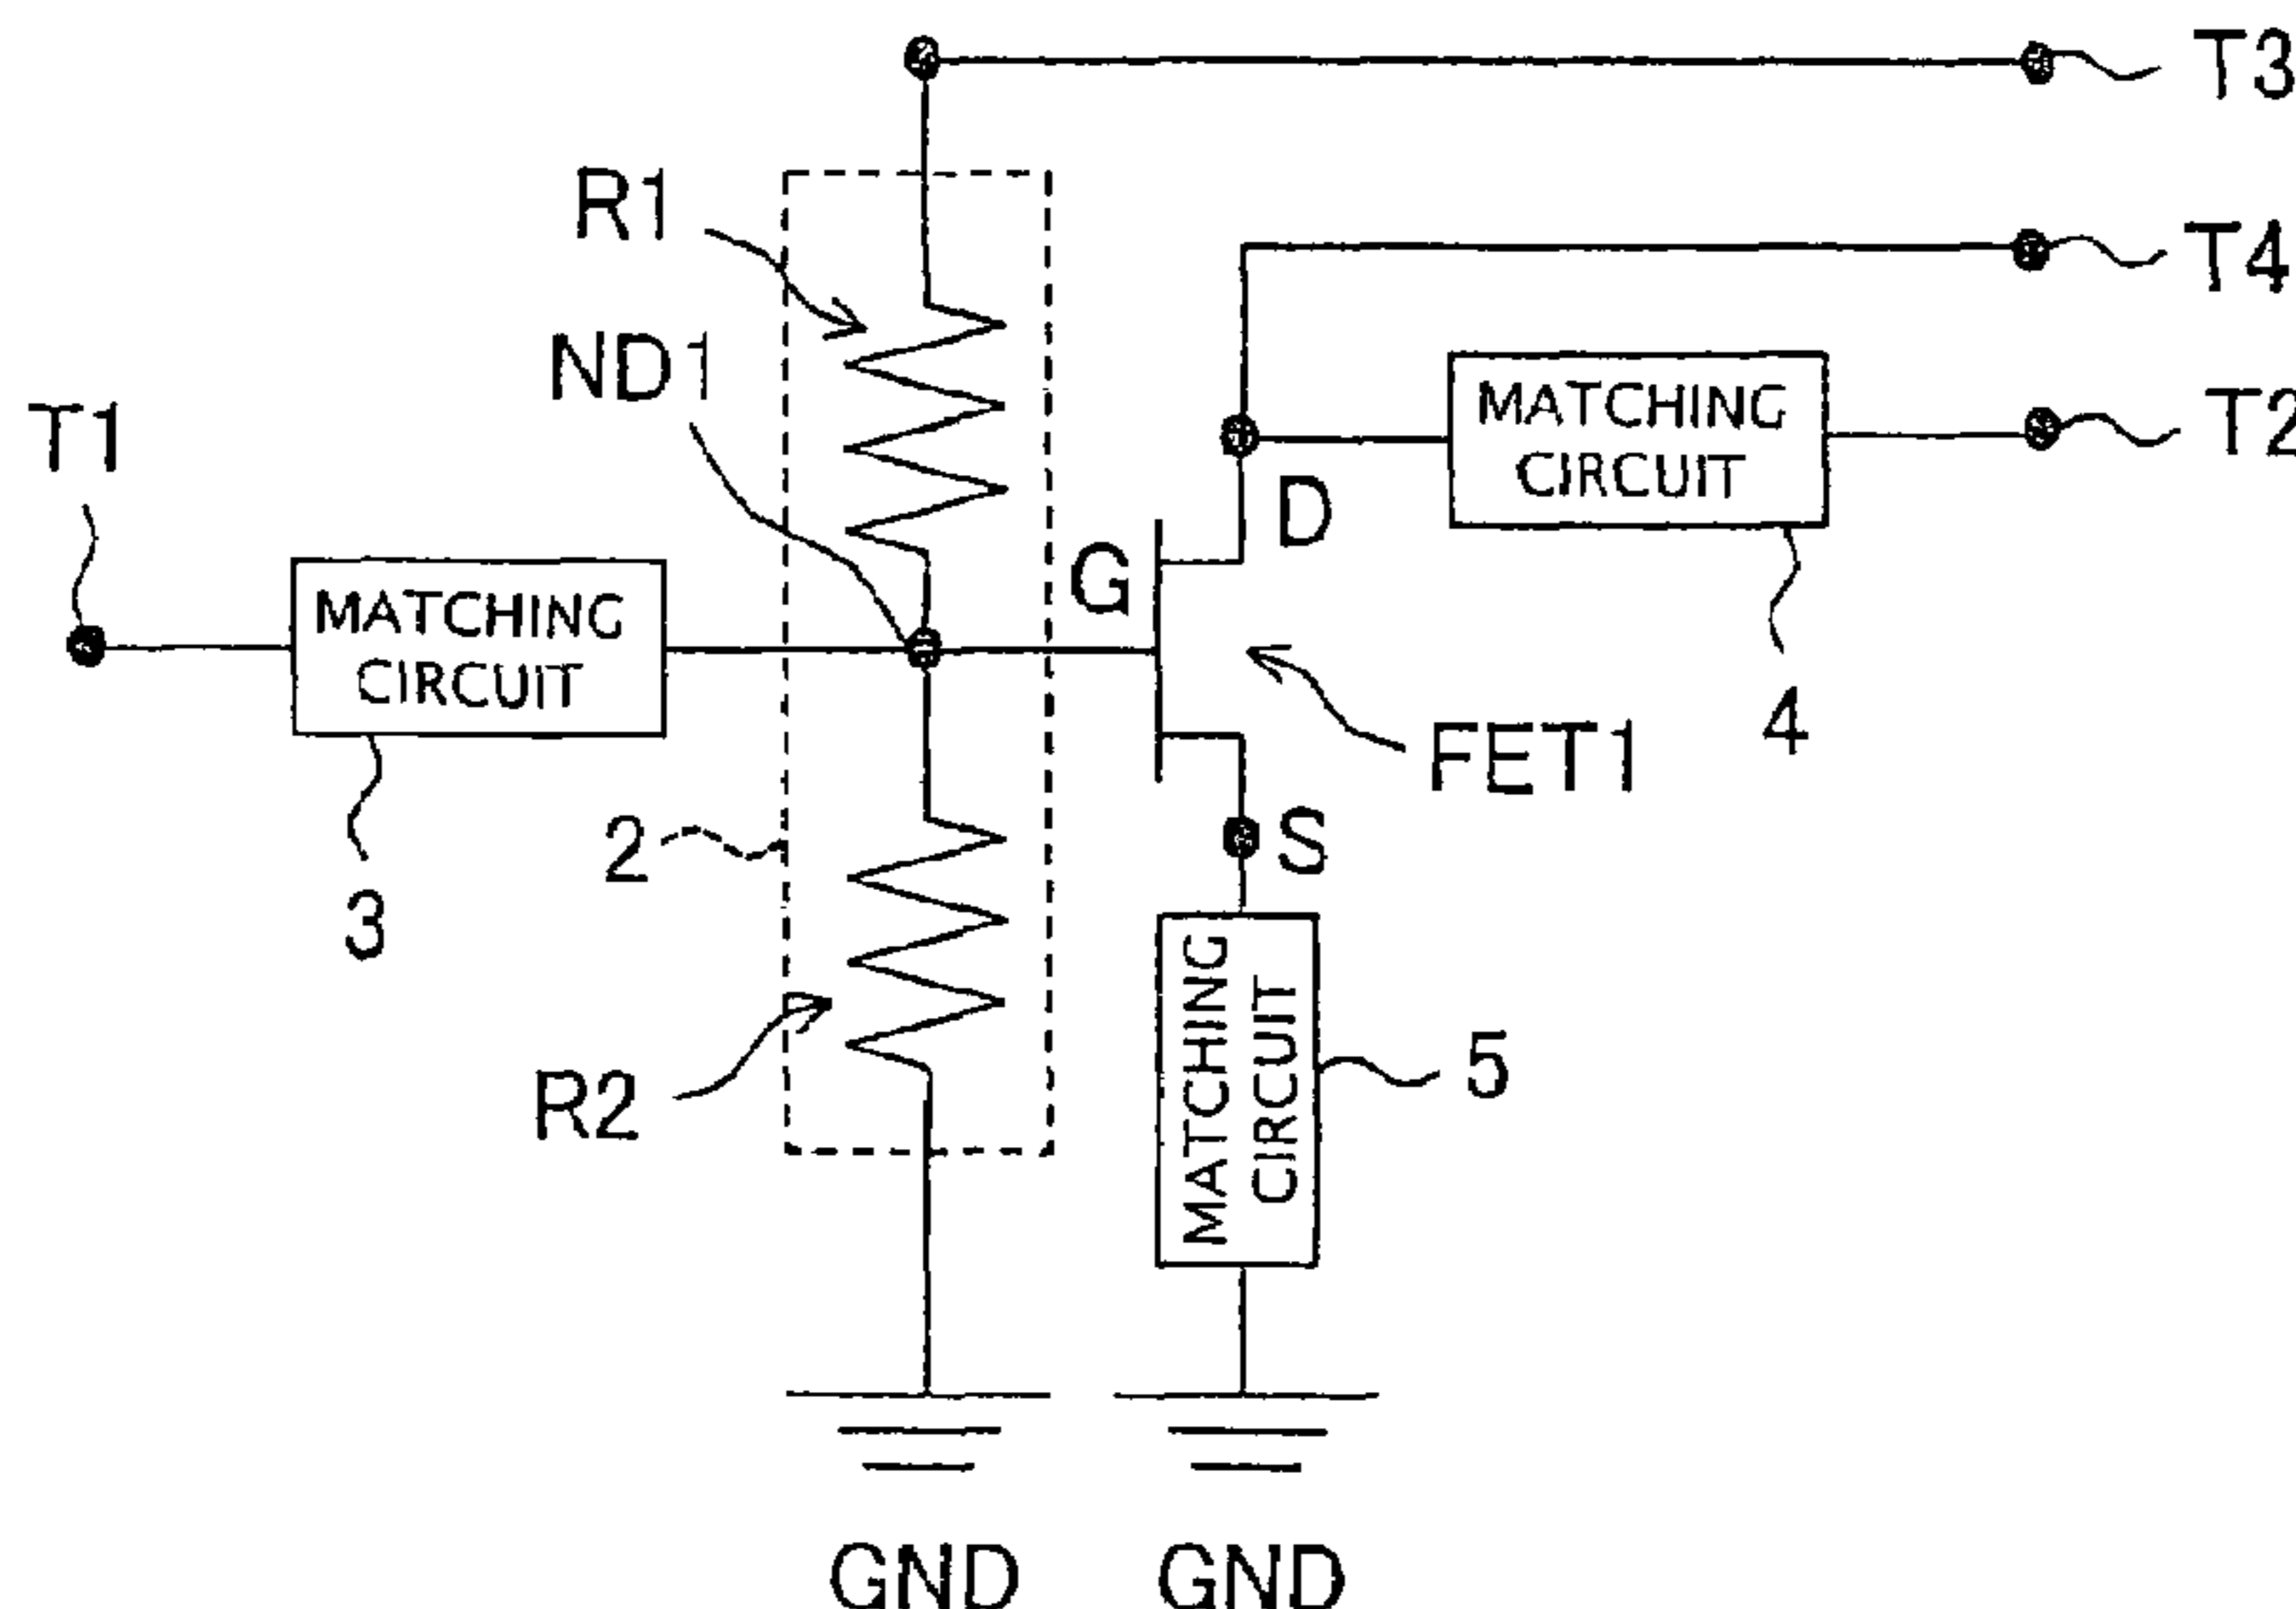 T3
R1
T4
ND1
T1
MATCHING
CIRCUIT
T2
D
G
MATCHING
CIRCUIT
4
FET1
2
S
3
MATCHING
CIRCUIT
5
R2
GND
GND